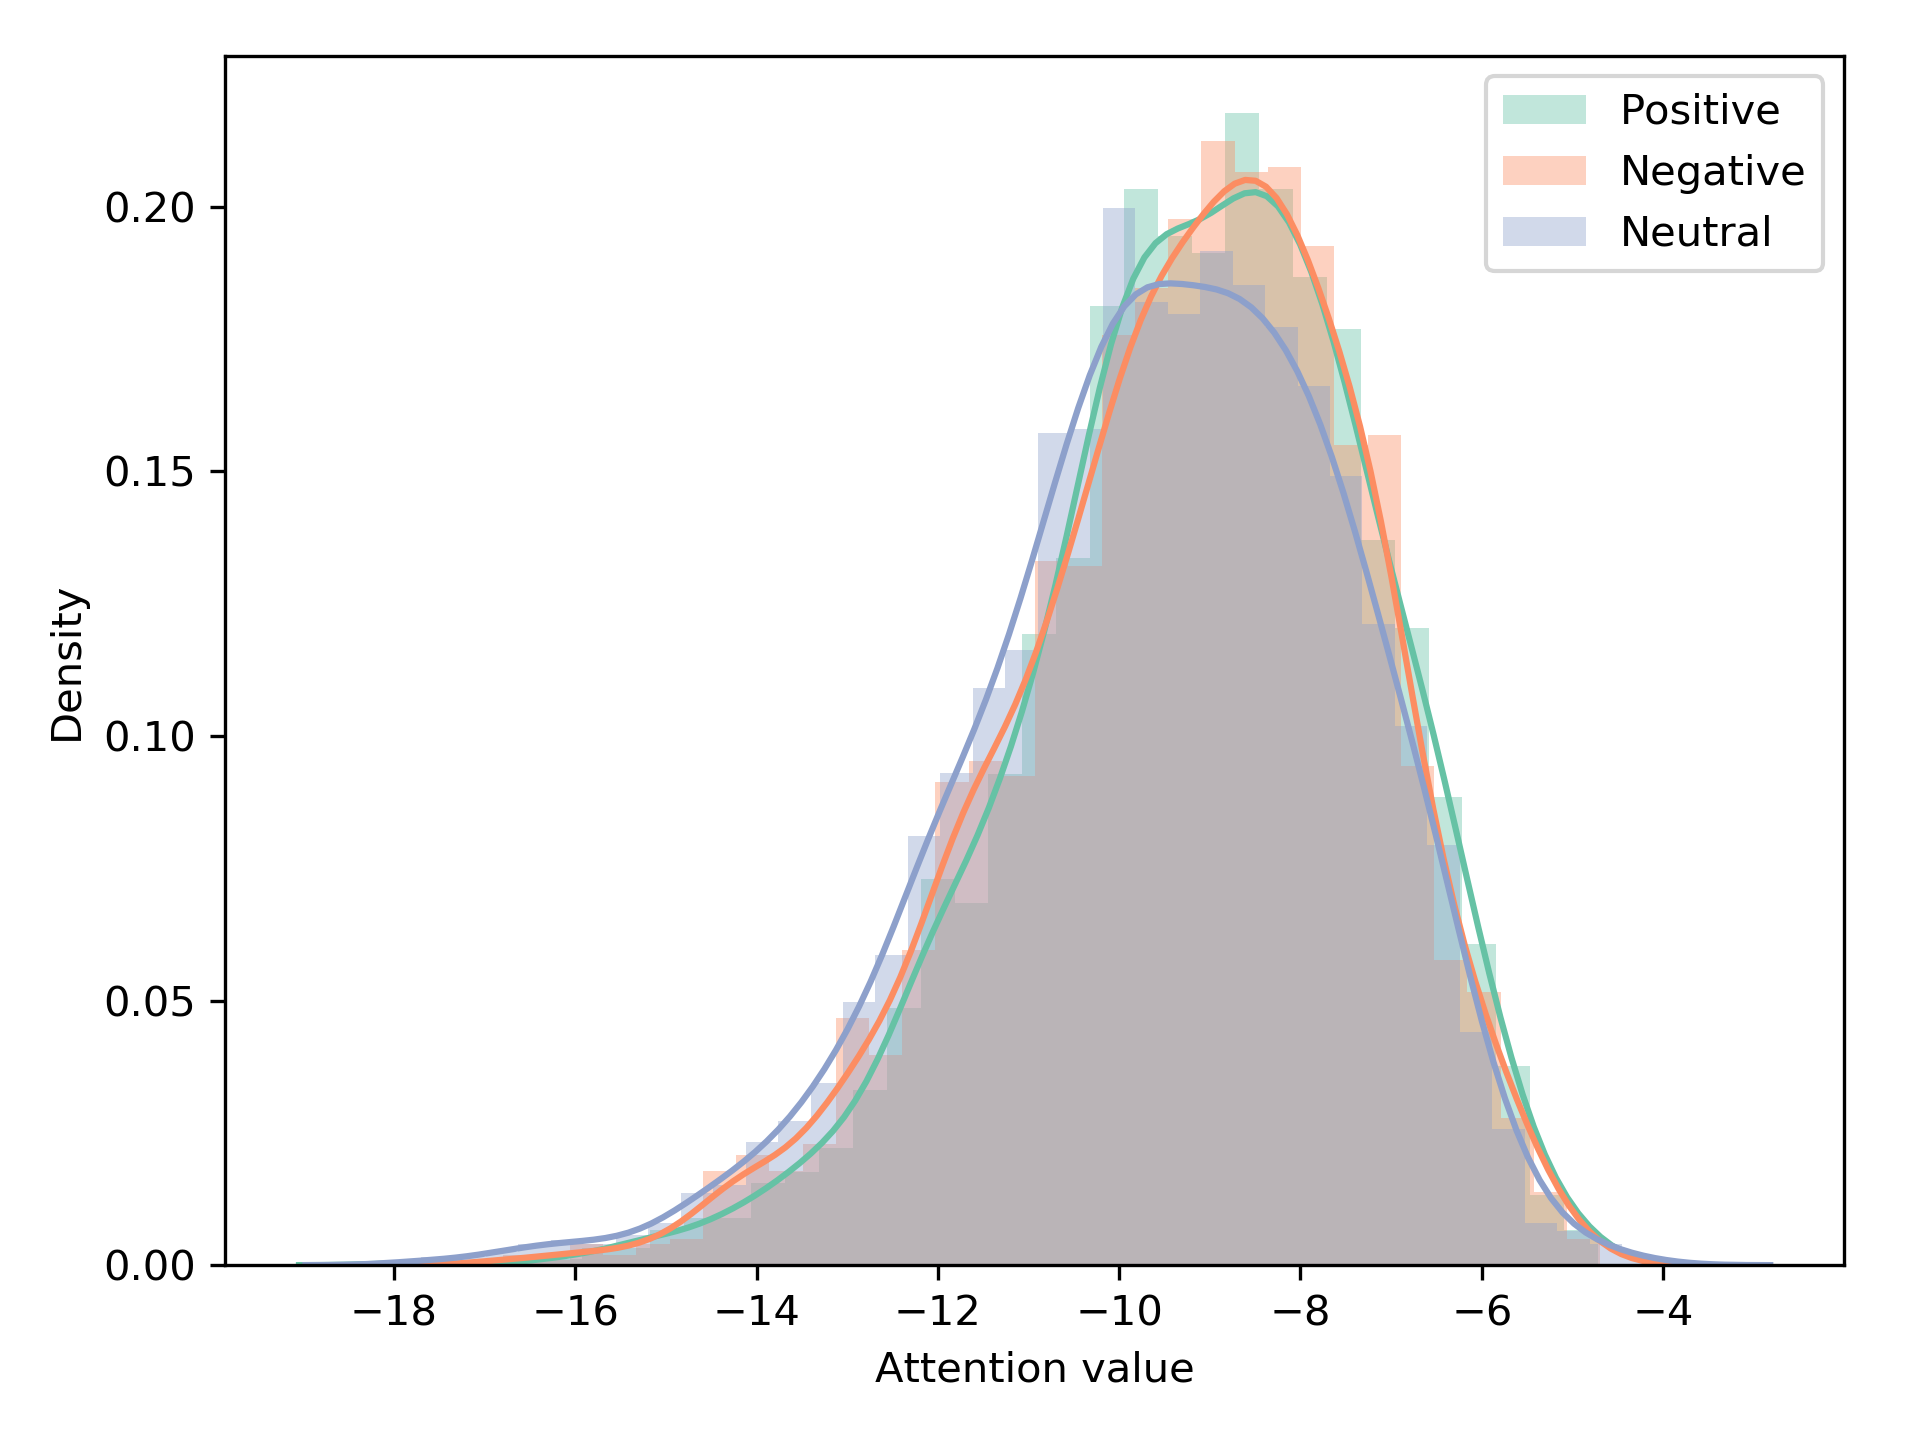 Positive
Negative
Neutral
0.20
0.15
0.10
0.05
0.00
Density
−18 −16 −14 −12 −10 −8 −6 −4
Attention value